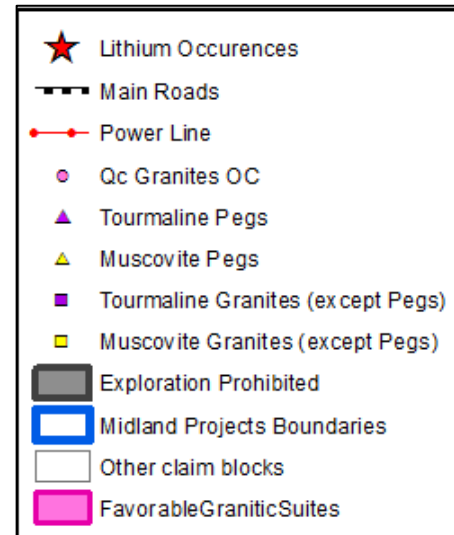 Lithium Occurences
Main Roads
Power Line
Qc Granites OC
Tourmaline Pegs
Muscovite Pegs
Tourmaline Granites (except Pegs)
Muscovite Granites (except Pegs)
Exploration Prohibited
Midland Projects Boundaries
Other claim blocks
FavorableGraniticSuites